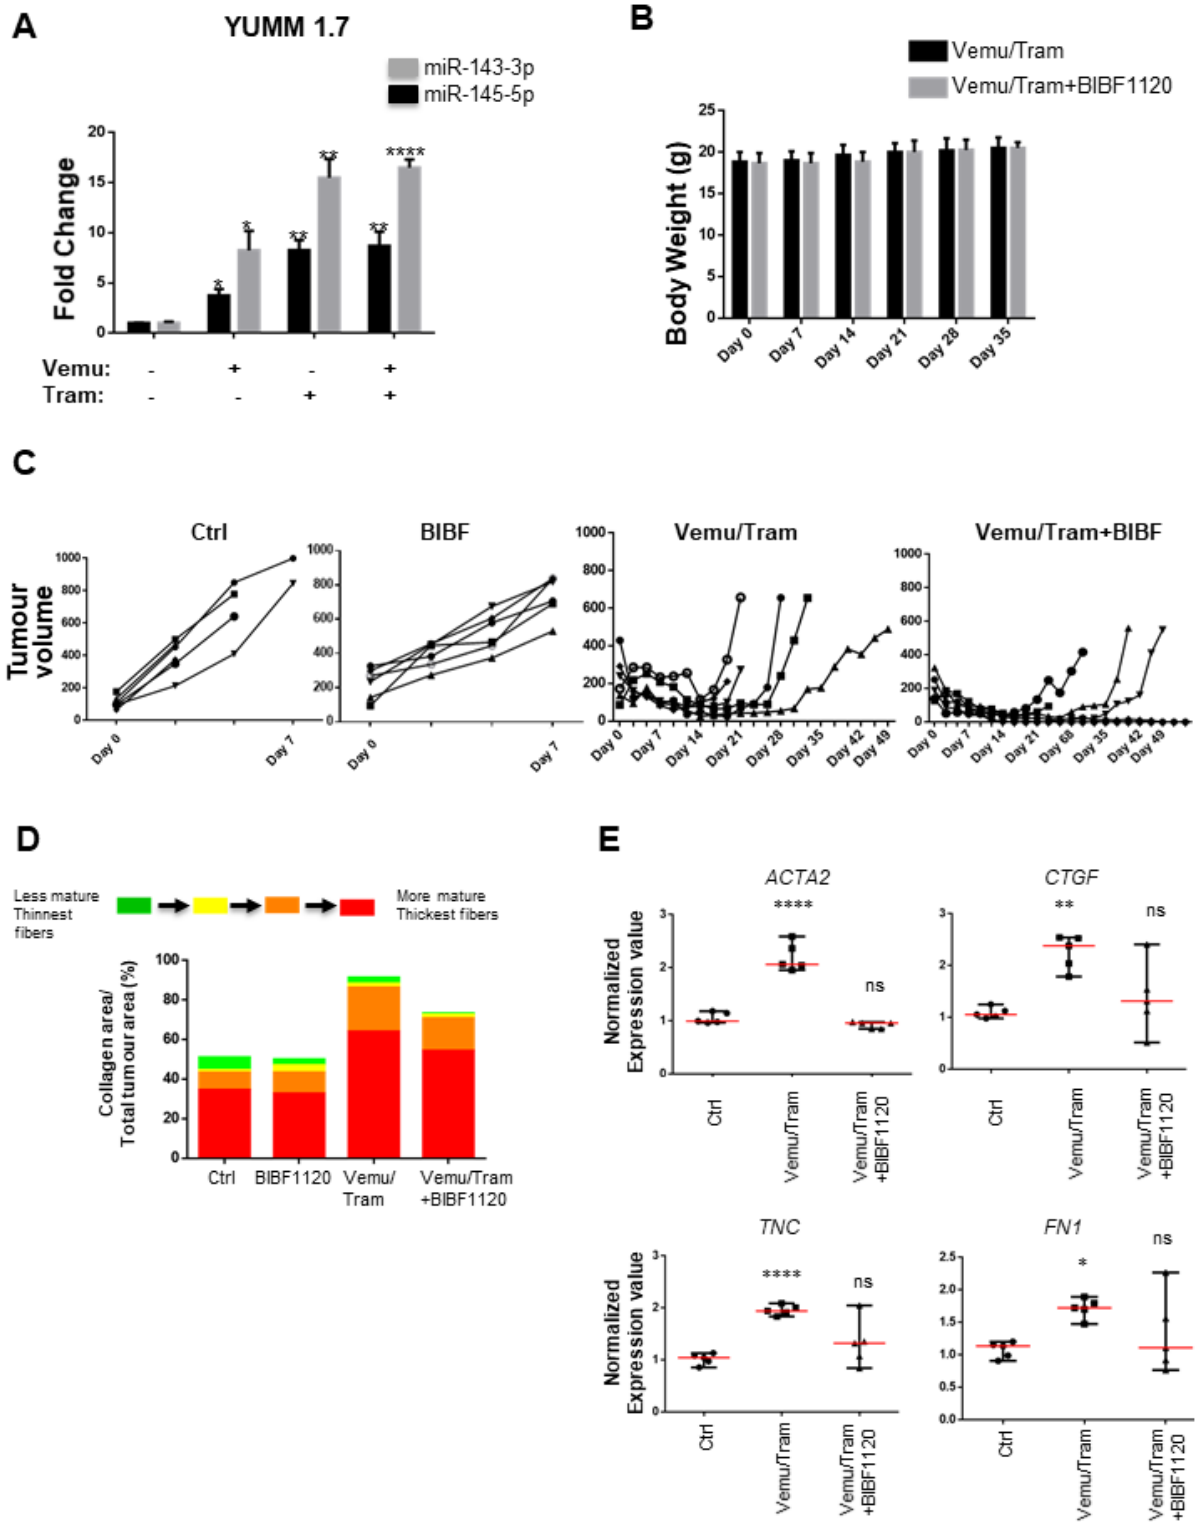 A
YUMM 1.7
miR-143-3p
miR-145-5p
Fold Change
20
15
10
5
0
*
*
**
**
**
****
Vemu: - + - +
Tram: - - + +
B
Vemu/Tram
Vemu/Tram+BIBF1120
Body Weight (g)
25
20
15
10
5
0
Day 0
Day 7
Day 14
Day 21
Day 28
Day 35
C
Tumour
volume
Ctrl
1000
800
600
400
200
0
Day 0
Day 7
BIBF
1000
800
600
400
200
0
Day 0
Day 7
Vemu/Tram
1000
800
600
400
200
0
Day 0
Day 7
Day 14
Day 21
Day 28
Day 35
Day 42
Day 49
Vemu/Tram+BIBF
1000
800
600
400
200
0
Day 0
Day 7
Day 14
Day 21
Day 68
Day 35
Day 42
Day 49
D
Less mature
Thinnest
fibers
More mature
Thickest fibers
Collagen area/
Total tumour area (%)
100
80
60
40
20
0
Ctrl
BIBF1120
Vemu/
Tram
Vemu/Tram
+BIBF1120
E
ACTA2
****
ns
Normalized
Expression value
3
2
1
0
Ctrl
Vemu/Tram
Vemu/Tram
+BIBF1120
CTGF
**
ns
3
2
1
0
Ctrl
Vemu/Tram
Vemu/Tram
+BIBF1120
TNC
****
ns
Normalized
Expression value
3
2
1
0
Ctrl
Vemu/Tram
Vemu/Tram
+BIBF1120
FN1
*
ns
2.5
2.0
1.5
1.0
0.5
0.0
Ctrl
Vemu/Tram
Vemu/Tram
+BIBF1120